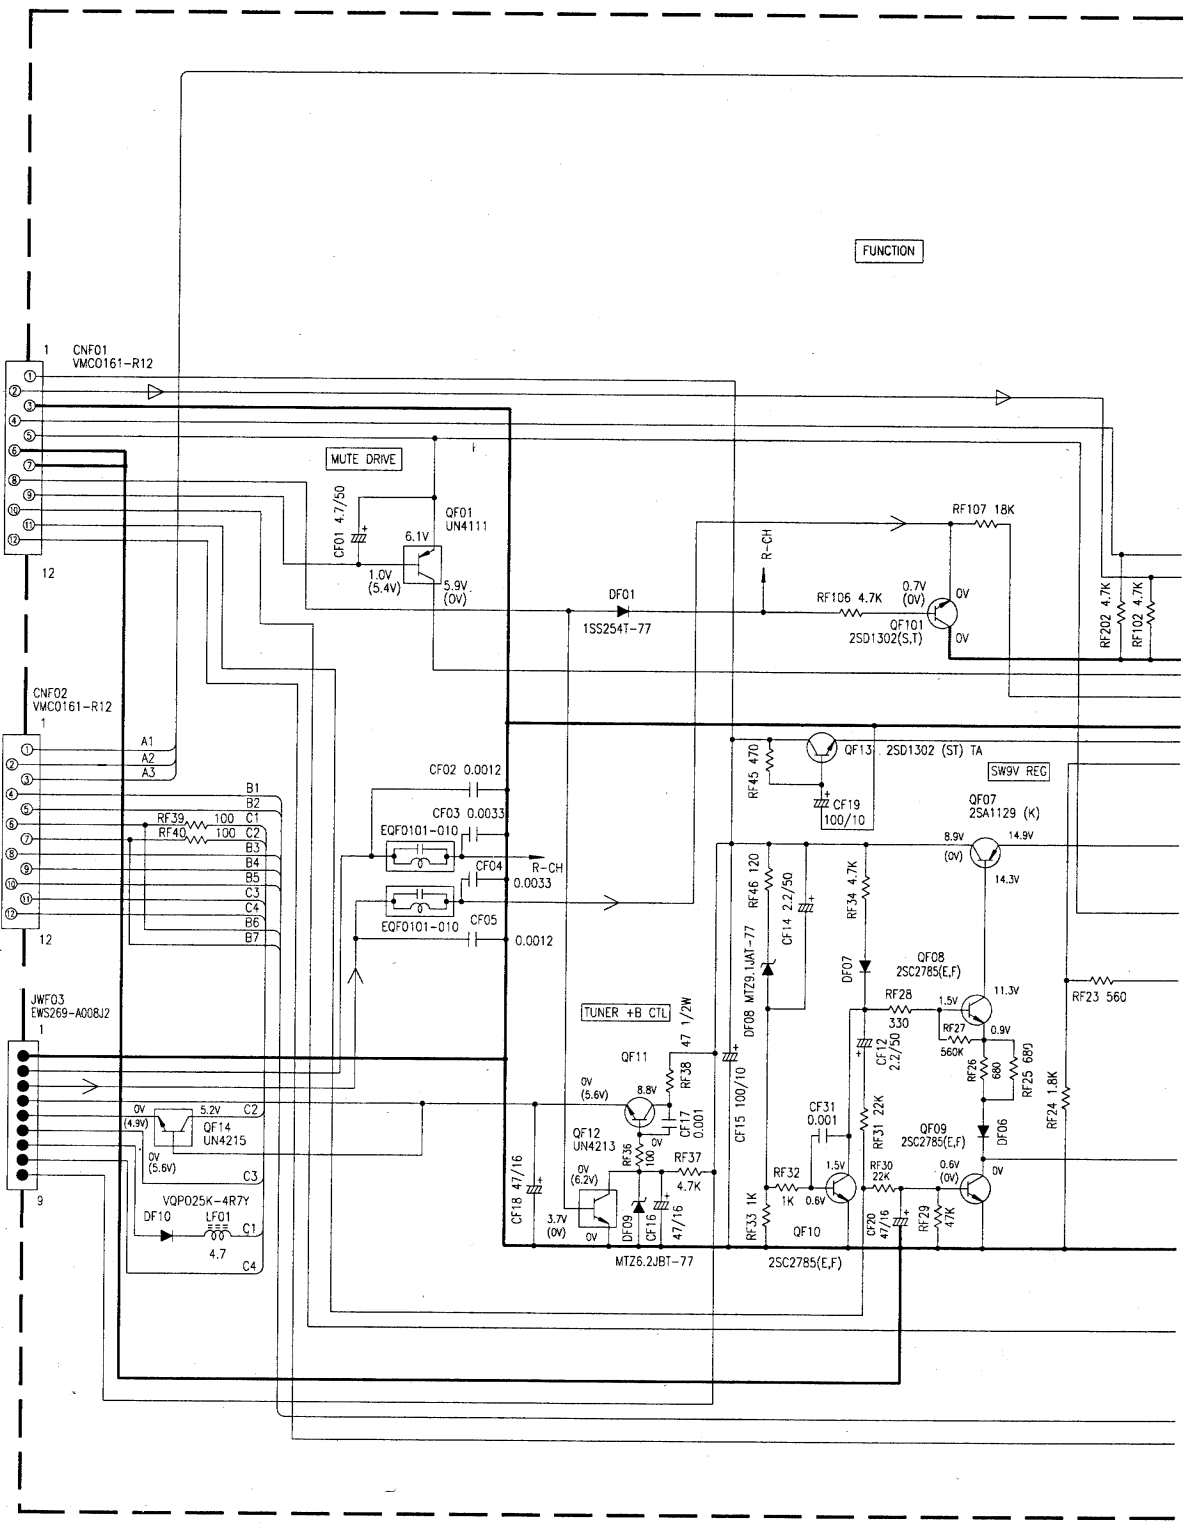 FUNCTION
1
CNF01
VMC0161-R12
1
2
3
4
5
6
7
8
9
10
11
12
12
MUTE DRIVE
CF01 4.7/50
+
QF01
UN4111
6.1V
1.0V
(5.4V)
5.9V
(0V)
DF01
1SS254T-77
R-CH
RF107 18K
RF106 4.7K
0.7V
(0V)
0V
QF101
2SD1302(S,T)
0V
RF202 4.7K
RF102 4.7K
CNF02
VMC0161-R12
1
1
2
3
4
5
6
7
8
9
10
11
12
12
A1
A2
A3
B1
B2
RF39 100 C1
RF40 100 C2
B3
B4
B5
C3
C4
B6
B7
CF02 0.0012
CF03 0.0033
EQF0101-010
R-CH
CF04
0.0033
EQF0101-010
CF05
0.0012
RF45 470
QF13 2SD1302 (ST) TA
+
CF19
100/10
SW9V REG
QF07
2SA1129 (K)
8.9V
(0V)
14.9V
14.3V
RF46 120
CF14 2.2/50
+
RF34 4.7K
DF08 MTZ9.1JAT-77
DF07
QF08
2SC2785(E,F)
11.3V
1.5V
RF28
330
RF27
560K
0.9V
CF12
2.2/50
+
RF26
680
RF25 680
RF23 560
RF24 1.8K
JWF03
EWS269-A008J2
1
9
0V
(4.9V)
5.2V
C2
QF14
UN4215
0V
(5.6V)
C3
VQP025K-4R7Y
DF10
LF01
C1
4.7
C4
TUNER +B CTL
47 1/2W
RF38
QF11
0V
(5.6V)
8.8V
CF17
0.001
0V
QF12
UN4213
0V
(6.2V)
RF36
100
RF37
4.7K
CF18 47/16
+
3.7V
(0V)
0V
DF09
CF16
47/16
+
MTZ6.2JBT-77
CF15 100/10
+
CF31
0.001
RF31 22K
RF32
1K
1.5V
0.6V
RF33 1K
QF10
2SC2785(E,F)
RF30
22K
CF20
47/16
+
QF09
2SC2785(E,F)
0.6V
(0V)
0V
RF29
47K
DF06